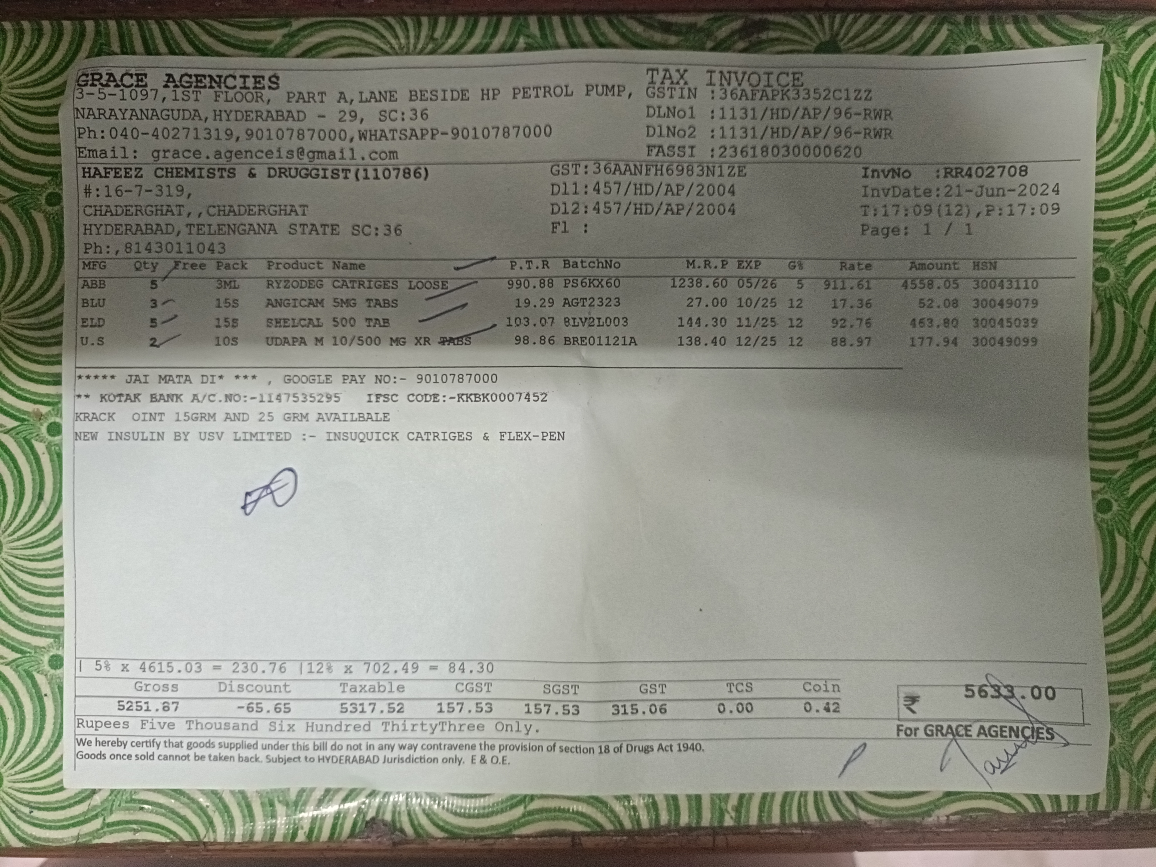 GRACE AGENCIES
3-5-1097,1ST FLOOR, PART A,LANE BESIDE HP PETROL PUMP,
NARAYANAGUDA,HYDERABAD - 29, SC:36
Ph:040-40271319,9010787000,WHATSAPP-9010787000
Email: grace.agenceis@gmail.com
TAX INVOICE
GSTIN :36AFAPK3352C1ZZ
DLNo1 :1131/HD/AP/96-RWR
DlNo2 :1131/HD/AP/96-RWR
FASSI :23618030000620
HAFEEZ CHEMISTS & DRUGGIST(110786)
#:16-7-319,
CHADERGHAT,,CHADERGHAT
HYDERABAD,TELENGANA STATE SC:36
Ph:,8143011043
GST:36AANFH6983N1ZE
Dl1:457/HD/AP/2004
Dl2:457/HD/AP/2004
Fl :
InvNo :RR402708
InvDate:21-Jun-2024
T:17:09(12),P:17:09
Page: 1 / 1
MFG Qty Free Pack Product Name P.T.R BatchNo M.R.P EXP G% Rate Amount HSN
ABB 5 3ML RYZODEG CATRIGES LOOSE 990.88 PS6KX60 1238.60 05/26 5 911.61 4558.05 30043110
BLU 3 15S ANGICAM 5MG TABS 19.29 AGT2323 27.00 10/25 12 17.36 52.08 30049079
ELD 5 15S SHELCAL 500 TAB 103.07 8LV2L003 144.30 11/25 12 92.76 463.80 30045039
U.S 2 10S UDAPA M 10/500 MG XR TABS 98.86 BRE01121A 138.40 12/25 12 88.97 177.94 30049099
***** JAI MATA DI* *** , GOOGLE PAY NO:- 9010787000
** KOTAK BANK A/C.NO:-1147535295 IFSC CODE:-KKBK0007452
KRACK OINT 15GRM AND 25 GRM AVAILBALE
NEW INSULIN BY USV LIMITED :- INSUQUICK CATRIGES & FLEX-PEN
| 5% x 4615.03 = 230.76 |12% x 702.49 = 84.30
Gross Discount Taxable CGST SGST GST TCS Coin
5251.87 -65.65 5317.52 157.53 157.53 315.06 0.00 0.42
₹ 5633.00
Rupees Five Thousand Six Hundred ThirtyThree Only.
For GRACE AGENCIES
We hereby certify that goods supplied under this bill do not in any way contravene the provision of section 18 of Drugs Act 1940.
Goods once sold cannot be taken back. Subject to HYDERABAD Jurisdiction only. E & O.E.